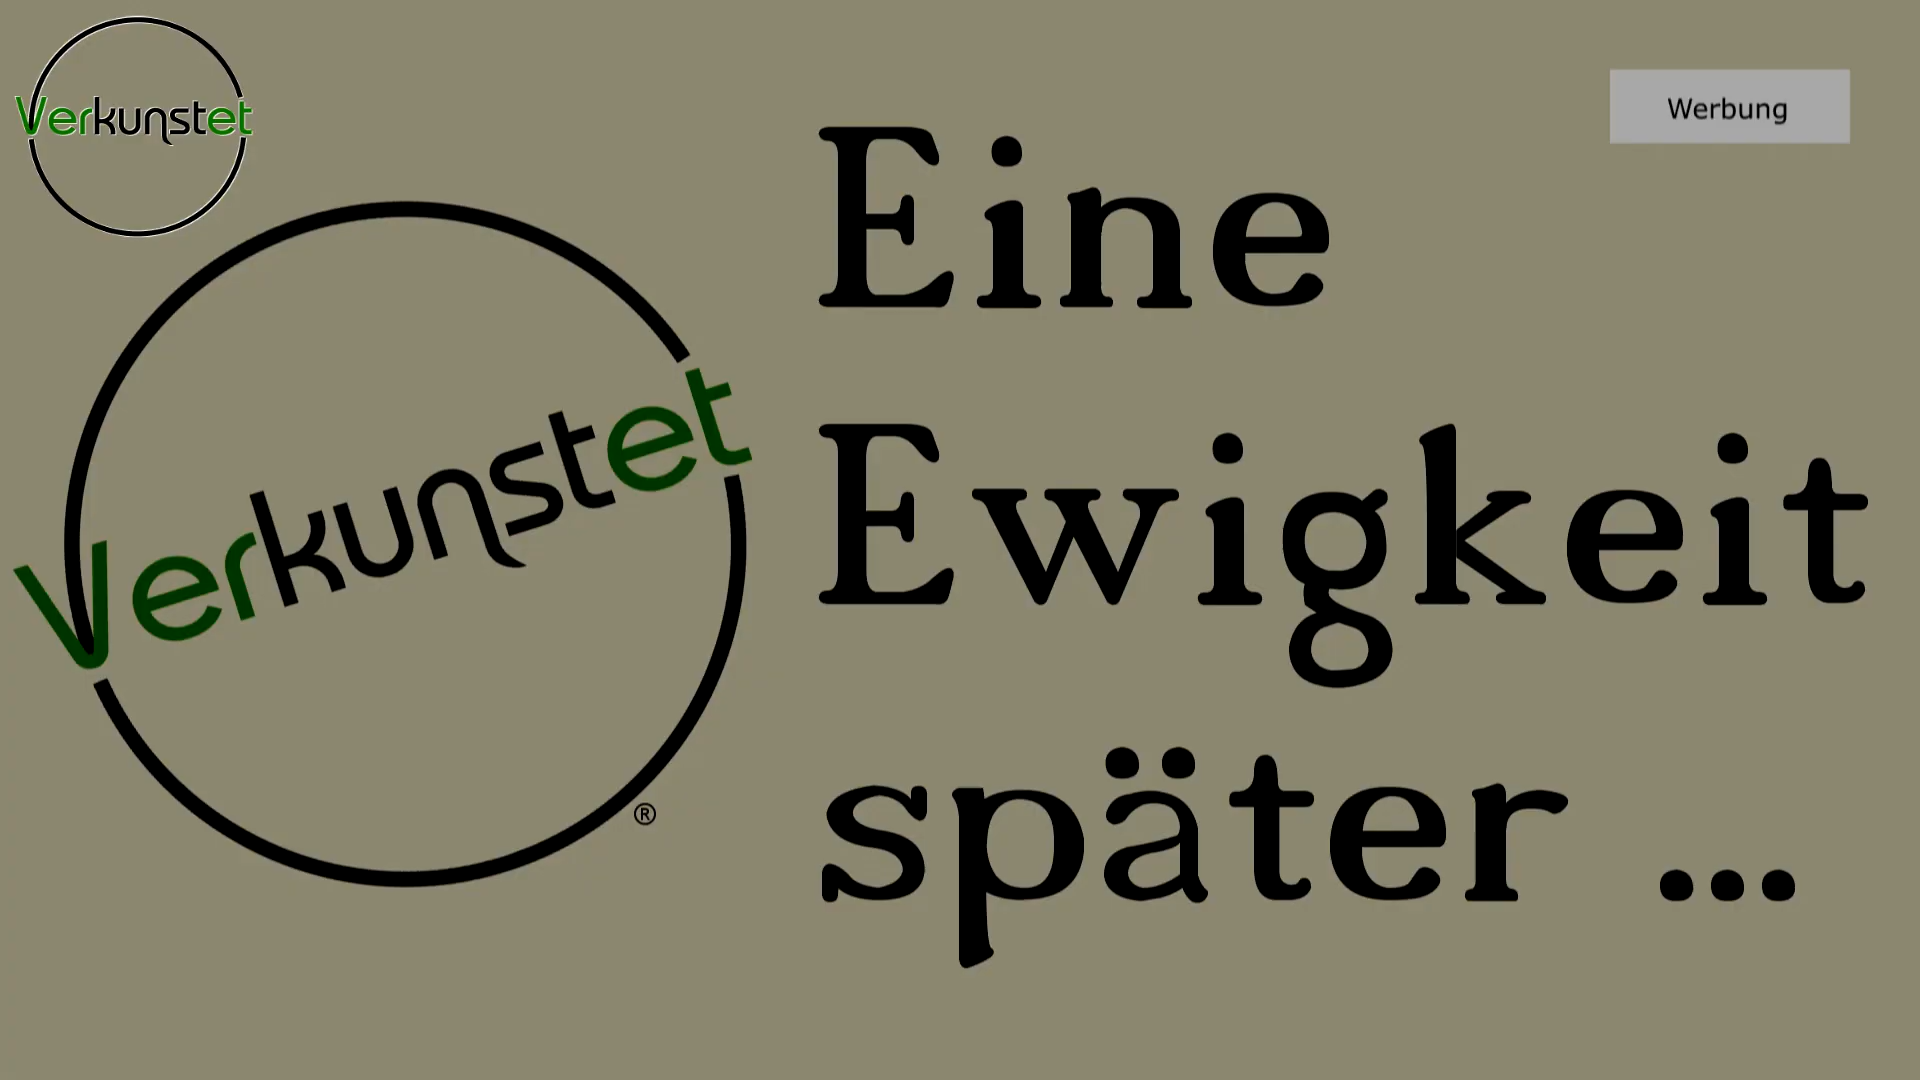 Verkunstet
Werbung
Verkunstet
®
Eine
Ewigkeit
später ...